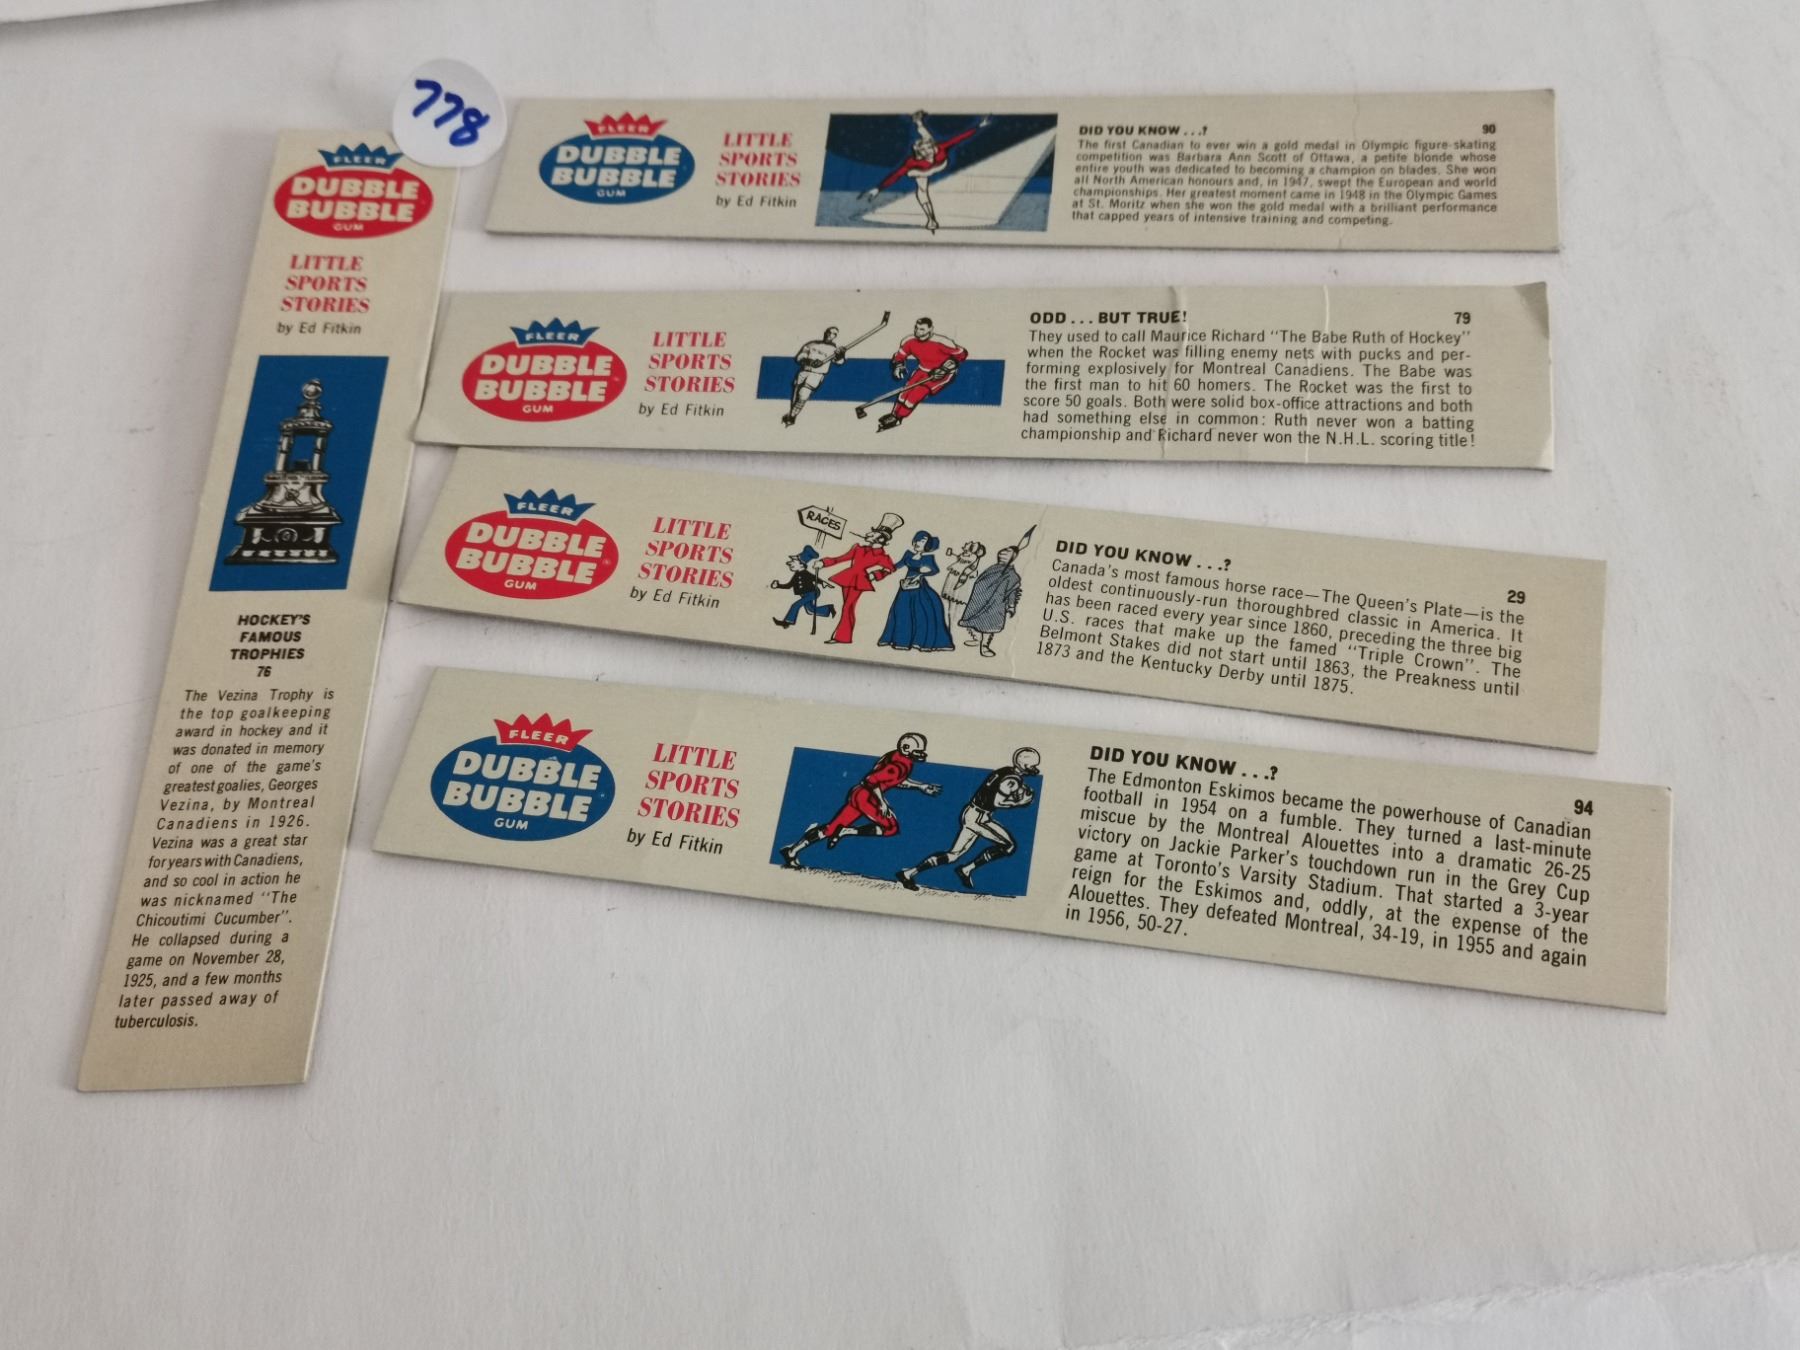 778
FLEER
DUBBLE
BUBBLE
GUM
LITTLE
SPORTS
STORIES
by Ed Fitkin
HOCKEY'S
FAMOUS
TROPHIES
76
The Vezina Trophy is
the top goalkeeping
award in hockey and it
was donated in memory
of one of the game's
greatest goalies, Georges
Vezina, by Montreal
Canadiens in 1926.
Vezina was a great star
for years with Canadiens,
and so cool in action he
was nicknamed "The
Chicoutimi Cucumber".
He collapsed during a
game on November 28,
1925, and a few months
later passed away of
tuberculosis.
FLEER
DUBBLE
BUBBLE
GUM
LITTLE
SPORTS
STORIES
by Ed Fitkin
DID YOU KNOW...? 90
The first Canadian to ever win a gold medal in Olympic figure-skating
competition was Barbara Ann Scott of Ottawa, a petite blonde whose
entire youth was dedicated to becoming a champion on blades. She won
all North American honours and, in 1947, swept the European and world
championships. Her greatest moment came in 1948 in the Olympic Games
at St. Moritz when she won the gold medal with a brilliant performance
that capped years of intensive training and competing.
FLEER
DUBBLE
BUBBLE
GUM
LITTLE
SPORTS
STORIES
by Ed Fitkin
ODD...BUT TRUE! 79
They used to call Maurice Richard "The Babe Ruth of Hockey"
when the Rocket was filling enemy nets with pucks and per-
forming explosively for Montreal Canadiens. The Babe was
the first man to hit 60 homers. The Rocket was the first to
score 50 goals. Both were solid box-office attractions and both
had something else in common: Ruth never won a batting
championship and Richard never won the N.H.L. scoring title!
FLEER
DUBBLE
BUBBLE
GUM
LITTLE
SPORTS
STORIES
by Ed Fitkin
RACES
DID YOU KNOW...? 29
Canada's most famous horse race—The Queen's Plate—is the
oldest continuously-run thoroughbred classic in America. It
has been raced every year since 1860, preceding the three big
U.S. races that make up the famed "Triple Crown". The
Belmont Stakes did not start until 1863, the Preakness until
1873 and the Kentucky Derby until 1875.
FLEER
DUBBLE
BUBBLE
GUM
LITTLE
SPORTS
STORIES
by Ed Fitkin
DID YOU KNOW...? 94
The Edmonton Eskimos became the powerhouse of Canadian
football in 1954 on a fumble. They turned a last-minute
miscue by the Montreal Alouettes into a dramatic 26-25
victory on Jackie Parker's touchdown run in the Grey Cup
game at Toronto's Varsity Stadium. That started a 3-year
reign for the Eskimos and, oddly, at the expense of the
Alouettes. They defeated Montreal, 34-19, in 1955 and again
in 1956, 50-27.